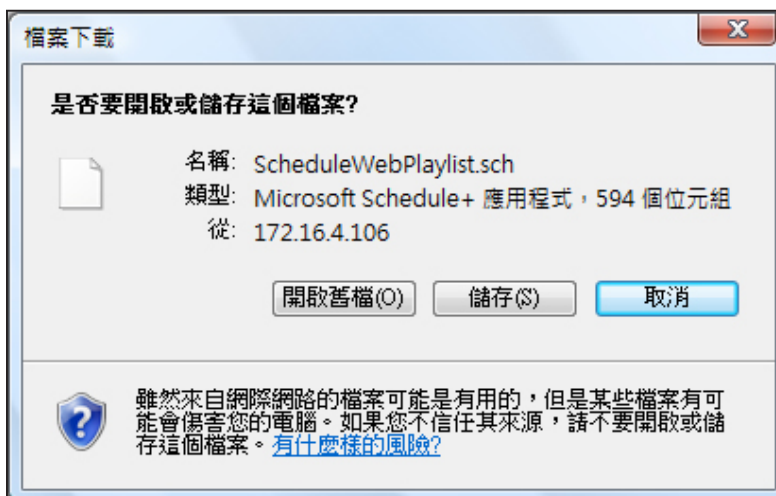 檔案下載
是否要開啟或儲存這個檔案?
名稱: ScheduleWebPlaylist.sch
類型: Microsoft Schedule+ 應用程式，594 個位元組
從: 172.16.4.106
開啟舊檔(O) 儲存(S) 取消
雖然來自網際網路的檔案可能是有用的，但是某些檔案有可
能會傷害您的電腦。如果您不信任其來源，請不要開啟或儲
存這個檔案。有什麼樣的風險?